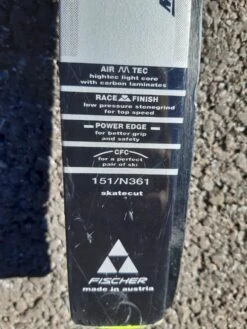 AIR TEC
hightec light core
with carbon laminates
RACE FINISH
low pressure stonegrind
for top speed
POWER EDGE
for better grip
and safety
CFC
for a perfect
pair of ski
151/N361
skatecut
FISCHER
made in austria